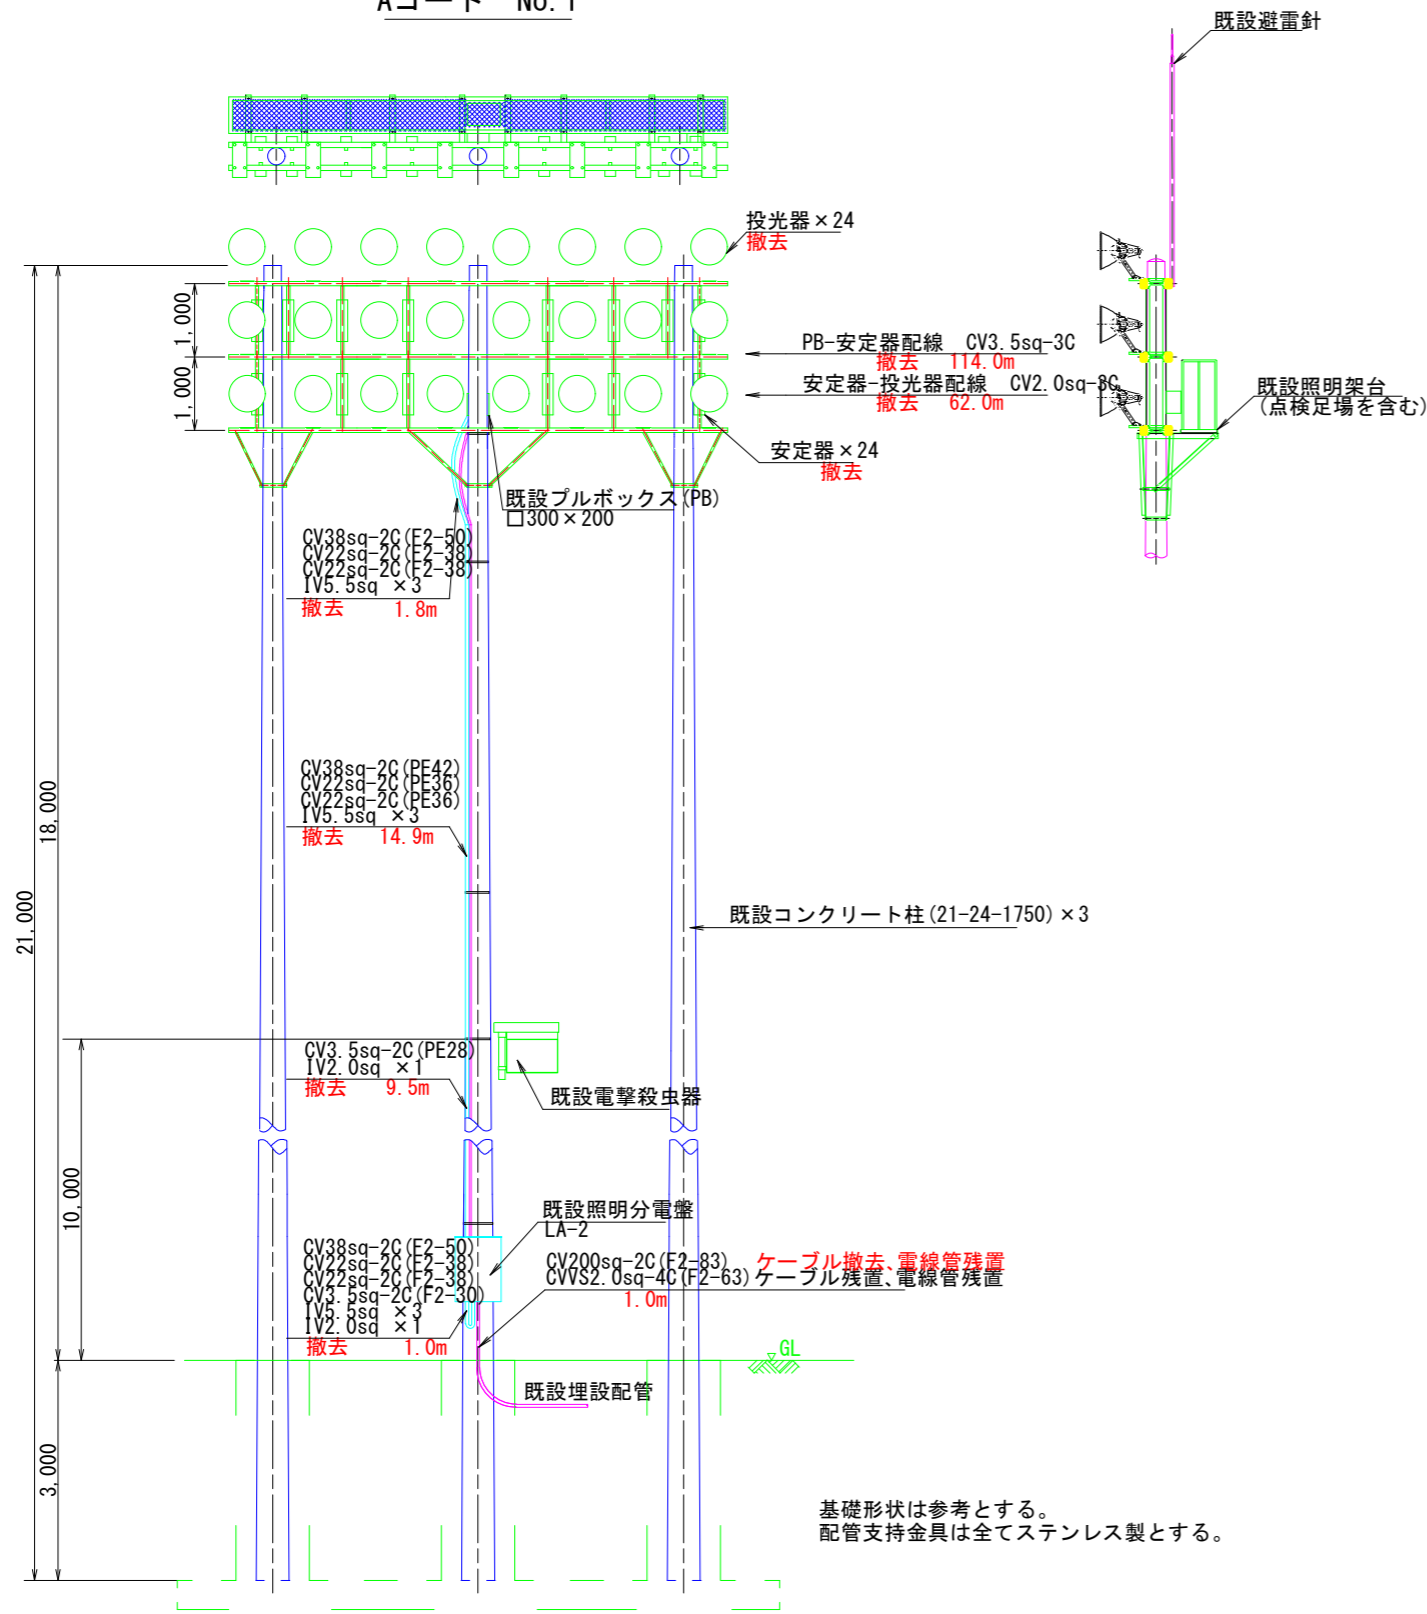 Aコート No.1
既設避雷針
投光器×24
撤去
1,000
1,000
PB-安定器配線 CV3.5sq-3C
撤去 114.0m
安定器-投光器配線 CV2.0sq-3C
撤去 62.0m
既設照明架台
(点検足場を含む)
安定器×24
撤去
既設プルボックス(PB)
□300×200
CV38sq-2C(F2-50)
CV22sq-2C(F2-38)
CV22sq-2C(F2-38)
IV5.5sq ×3
撤去 1.8m
CV38sq-2C(PE42)
CV22sq-2C(PE36)
CV22sq-2C(PE36)
IV5.5sq ×3
撤去 14.9m
18,000
21,000
既設コンクリート柱(21-24-1750)×3
CV3.5sq-2C(PE28)
IV2.0sq ×1
撤去 9.5m
既設電撃殺虫器
10,000
既設照明分電盤
LA-2
CV38sq-2C(F2-50)
CV22sq-2C(F2-38)
CV22sq-2C(F2-38)
CV3.5sq-2C(F2-30)
IV5.5sq ×3
IV2.0sq ×1
撤去 1.0m
CV200sq-2C(F2-83) ケーブル撤去、電線管残置
CVVS2.0sq-4C(F2-63)ケーブル残置、電線管残置
1.0m
GL
既設埋設配管
3,000
基礎形状は参考とする。
配管支持金具は全てステンレス製とする。